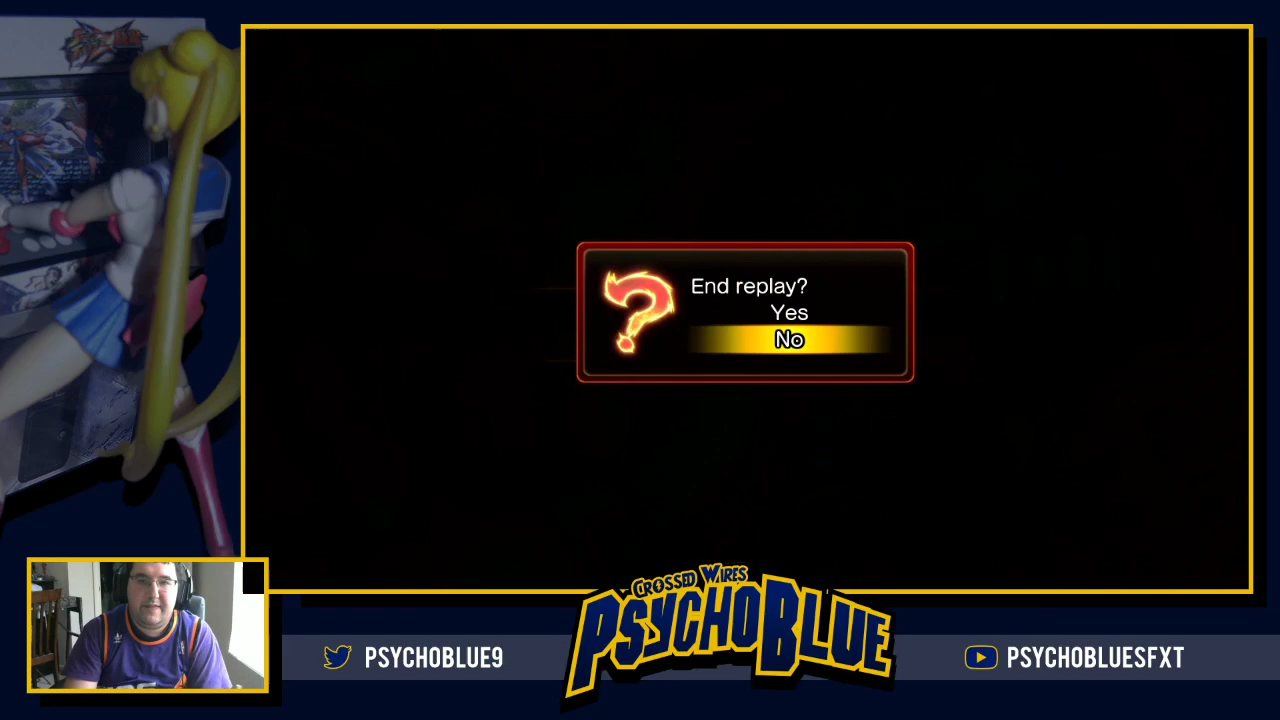 End replay?
Yes
No
CROSSED WIRES
PSYCHOBLUE
PSYCHOBLUE9
PSYCHOBLUESFXT